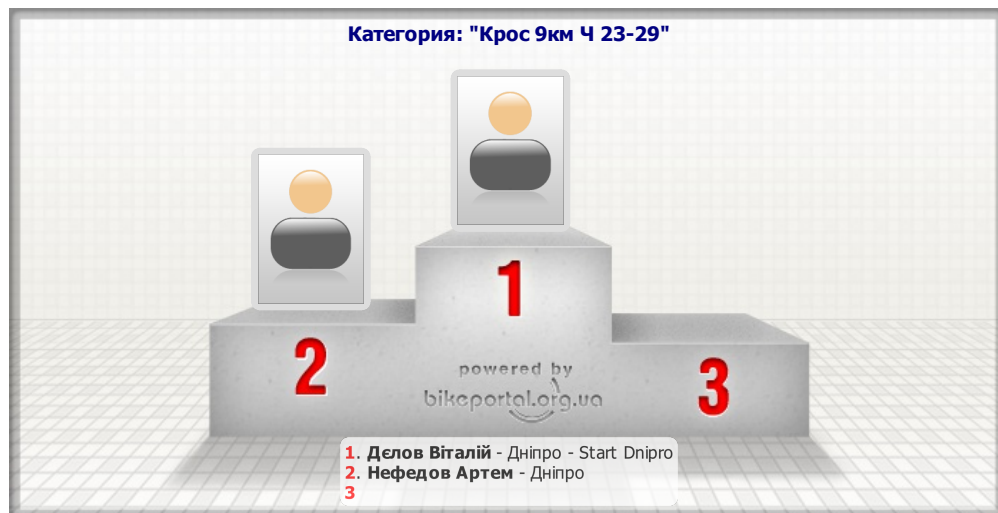 Категория: "Крос 9км Ч 23-29"
1
2
3
powered by
bikeportal.org.ua
1. Дєлов Віталій - Дніпро - Start Dnipro
2. Нефедов Артем - Дніпро
3